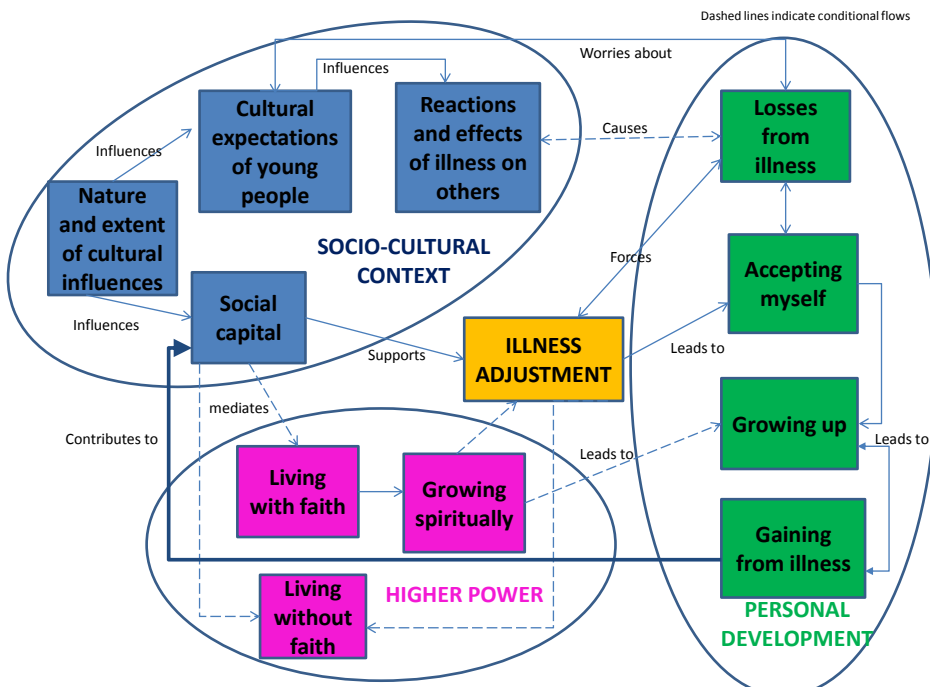 Dashed lines indicate conditional flows
Worries about
Influences
Cultural
expectations
of young
people
Reactions
and effects
of illness on
others
Causes
Losses
from
illness
Influences
Nature
and extent
of cultural
influences
SOCIO-CULTURAL
CONTEXT
Forces
Accepting
myself
Social
capital
Influences
Supports
ILLNESS
ADJUSTMENT
Leads to
mediates
Contributes to
Growing up
Leads to
Leads to
Living
with faith
Growing
spiritually
Gaining
from illness
Living
without
faith
HIGHER POWER
PERSONAL
DEVELOPMENT